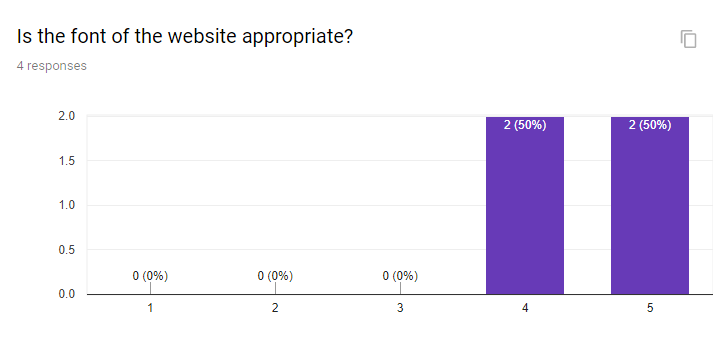 Is the font of the website appropriate?
4 responses
2.0
2 (50%) 2 (50%)
1.5
1.0
0.5
0 (0%) 0 (0%) 0 (0%)
0.0
1 2 3 4 5